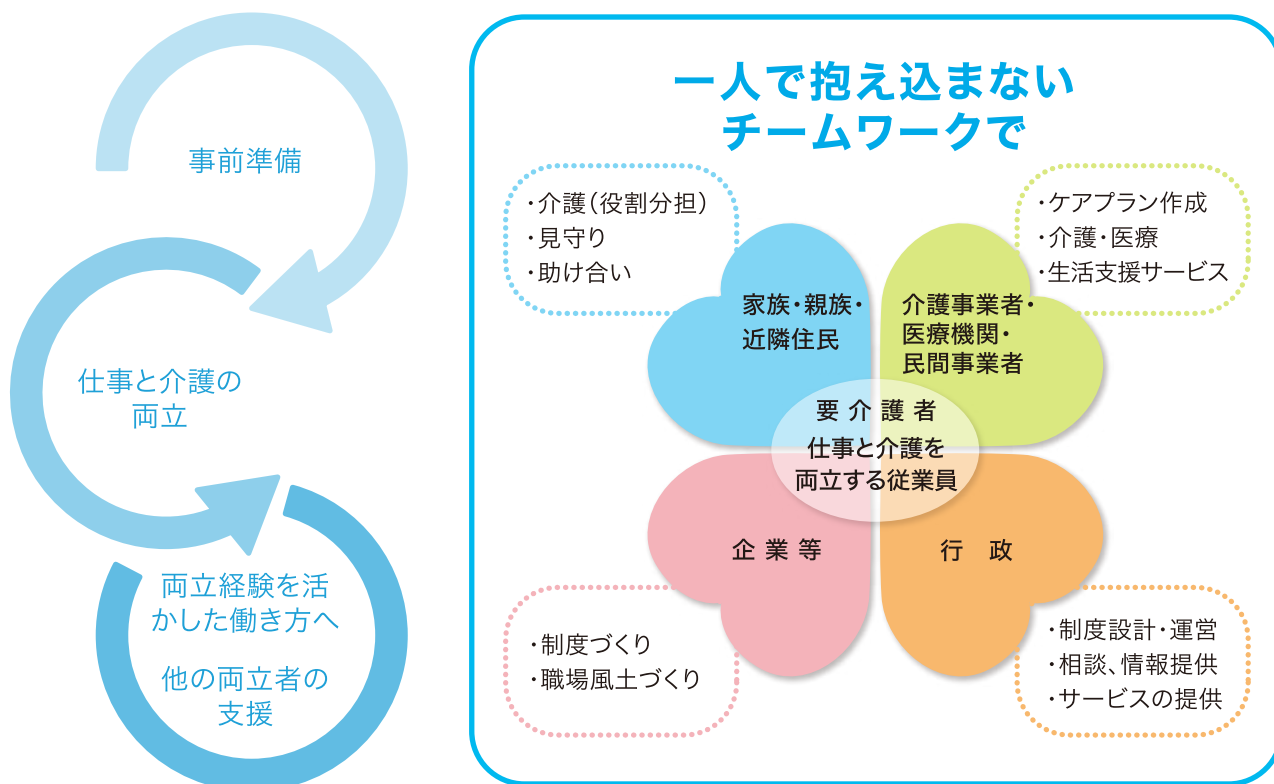 事前準備
仕事と介護の
両立
両立経験を活
かした働き方へ
他の両立者の
支援
一人で抱え込まない
チームワークで
・介護（役割分担）
・見守り
・助け合い
・ケアプラン作成
・介護・医療
・生活支援サービス
家族・親族・
近隣住民
介護事業者・
医療機関・
民間事業者
要介護者
仕事と介護を
両立する従業員
企業等
行　政
・制度づくり
・職場風土づくり
・制度設計・運営
・相談、情報提供
・サービスの提供